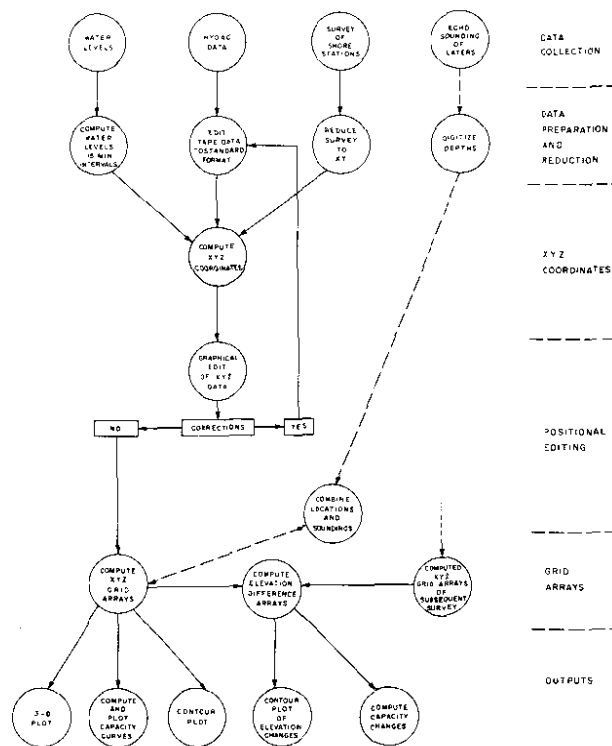 WATER
LEVELS
HYDRO
DATA
SURVEY
OF
SHORE
STATIONS
ECHO
SOUNDING
OF
LAYERS
DATA
COLLECTION
COMPUTE
WATER
LEVELS
15 MIN
INTERVALS
EDIT
TAPE DATA
TOSTANDARD
FORMAT
REDUCE
SURVEY
TO
XY
DIGITIZE
DEPTHS
DATA
PREPARATION
AND
REDUCTION
COMPUTE
XYZ
COORDINATES
XYZ
COORDINATES
GRAPHICAL
EDIT
OF XYZ
DATA
NO
CORRECTIONS
YES
POSITIONAL
EDITING
COMBINE
LOCATIONS
AND
SOUNDINGS
COMPUTE
XYZ
GRID
ARRAYS
COMPUTE
ELEVATION
DIFFERENCE
ARRAYS
COMPUTED
XYZ
GRID ARRAYS
OF
SUBSEQUENT
SURVEY
GRID
ARRAYS
3-D
PLOT
COMPUTE
AND
PLOT
CAPACITY
CURVES
CONTOUR
PLOT
CONTOUR
PLOT
OF
ELEVATION
CHANGES
COMPUTE
CAPACITY
CHANGES
OUTPUTS